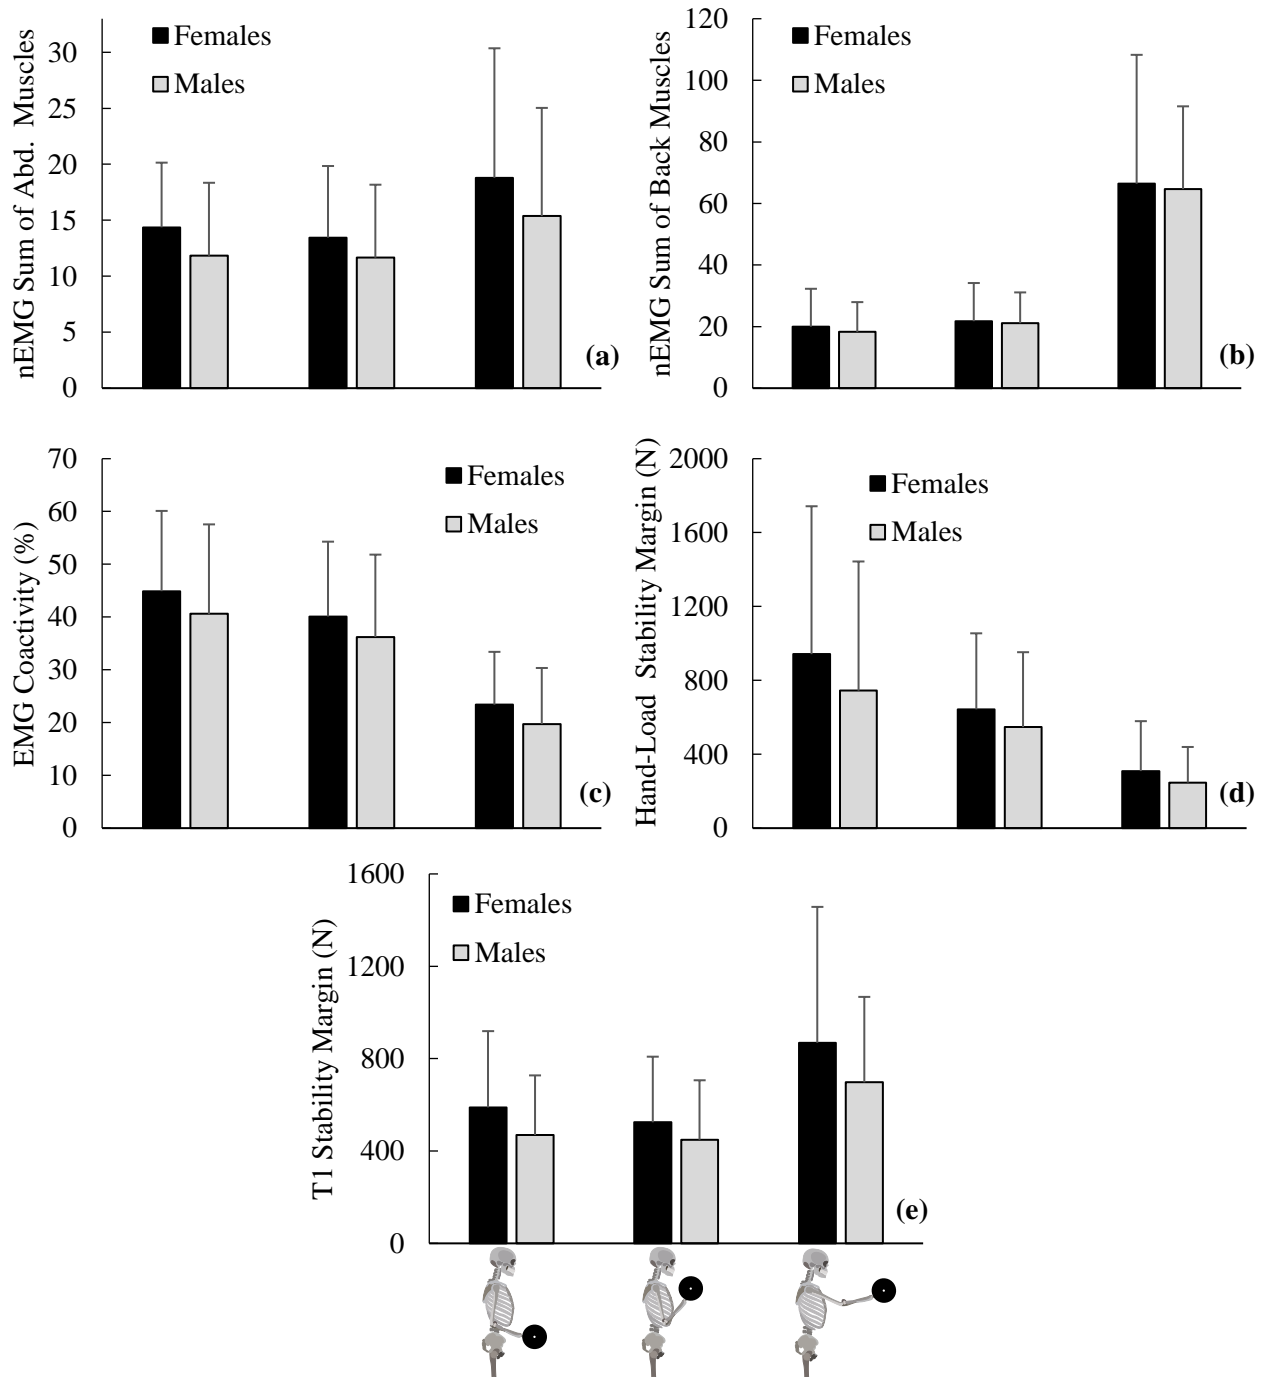 nEMG Sum of Abd. Muscles
30
25
20
15
10
5
0
Females
Males
(a)
nEMG Sum of Back Muscles
120
100
80
60
40
20
0
Females
Males
(b)
EMG Coactivity (%)
70
60
50
40
30
20
10
0
Females
Males
(c)
Hand-Load Stability Margin (N)
2000
1600
1200
800
400
0
Females
Males
(d)
T1 Stability Margin (N)
1600
1200
800
400
0
Females
Males
(e)